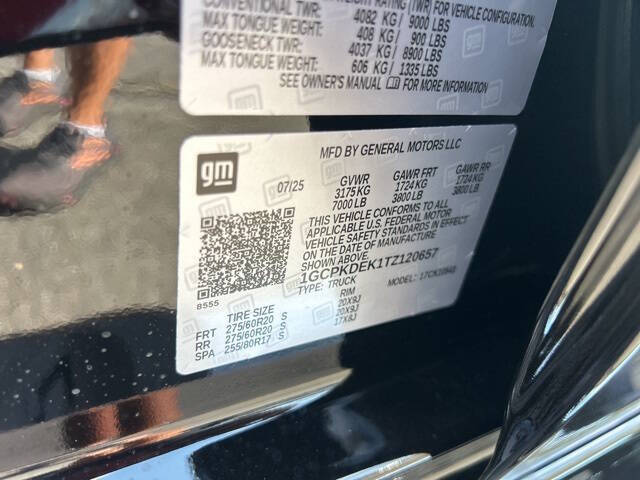 CONVENTIONAL TWR: 4082 KG / 9000 LBS
MAX TONGUE WEIGHT: 408 KG / 900 LBS
GOOSENECK TWR: 4037 KG / 8900 LBS
MAX TONGUE WEIGHT: 606 KG / 1335 LBS
SEE OWNER'S MANUAL FOR MORE INFORMATION
gm
MFD BY GENERAL MOTORS LLC
07/25 GVWR GAWR FRT GAWR RR
3175 KG 1724 KG 1724 KG
7000 LB 3800 LB 3800 LB
THIS VEHICLE CONFORMS TO ALL
APPLICABLE U.S. FEDERAL MOTOR
VEHICLE SAFETY STANDARDS IN EFFECT
ON THE DATE OF MANUFACTURE
SHOWN ABOVE.
1GCPKDEK1TZ120657
TYPE: TRUCK MODEL:
8555
TIRE SIZE RIM
FRT 275/60R20 S 20X9J
RR 275/60R20 S 20X9J
SPA 255/80R17 S 17X8J